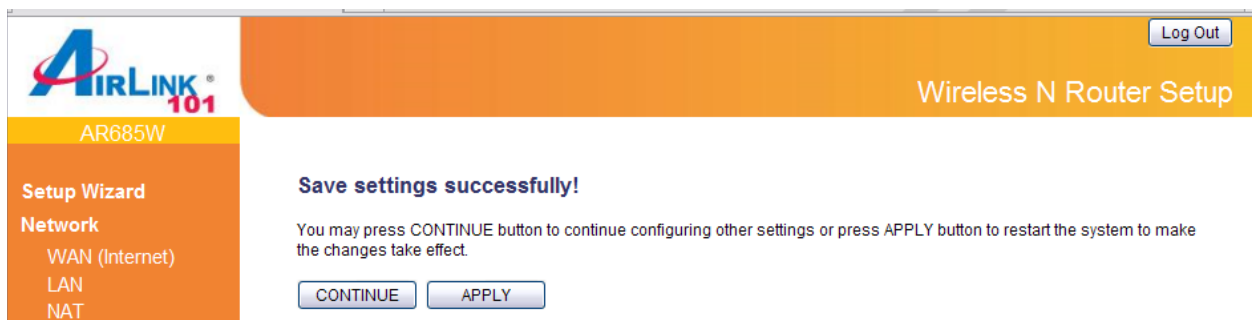 Log Out
AIRLINK ®
101
Wireless N Router Setup
AR685W
Setup Wizard
Network
WAN (Internet)
LAN
NAT
Save settings successfully!
You may press CONTINUE button to continue configuring other settings or press APPLY button to restart the system to make
the changes take effect.
CONTINUE
APPLY